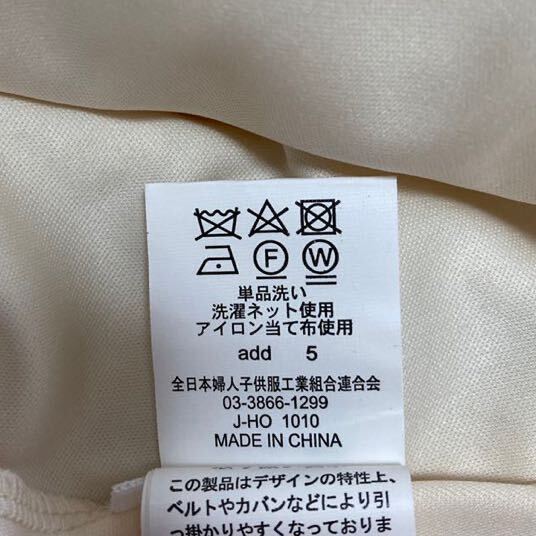 F W
単品洗い
洗濯ネット使用
アイロン当て布使用
add 5
全日本婦人子供服工業組合連合会
03-3866-1299
J-HO 1010
MADE IN CHINA
この製品はデザインの特性上、
ベルトやカバンなどにより引
っ掛かりやすくなっておりま